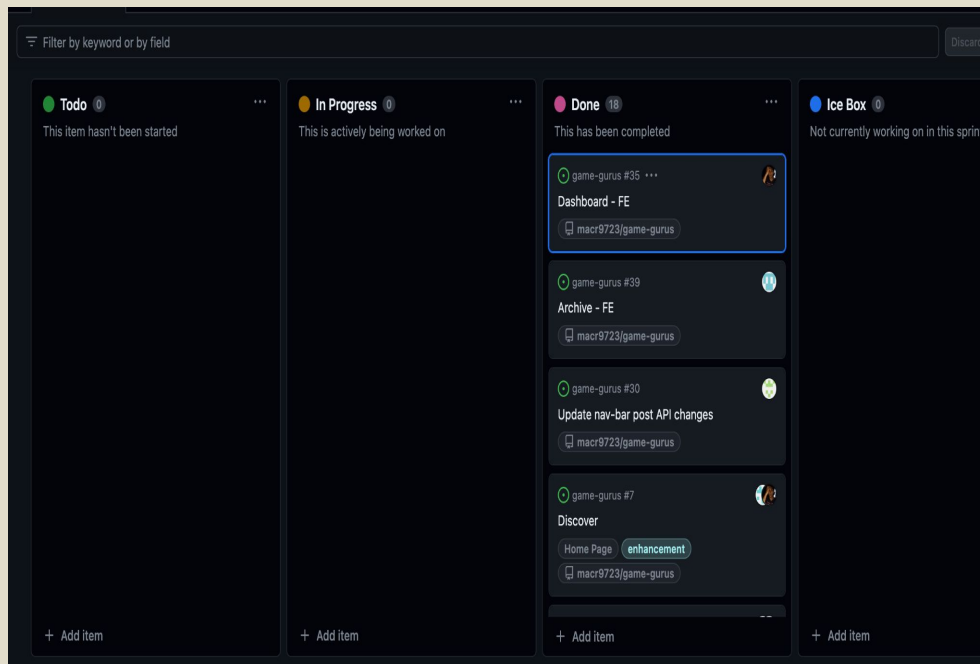 Filter by keyword or by field
Discard
Todo 0 ...
This item hasn't been started
+ Add item
In Progress 0 ...
This is actively being worked on
+ Add item
Done 18 ...
This has been completed
game-gurus #35 ...
Dashboard - FE
macr9723/game-gurus
game-gurus #39
Archive - FE
macr9723/game-gurus
game-gurus #30
Update nav-bar post API changes
macr9723/game-gurus
game-gurus #7
Discover
Home Page enhancement
macr9723/game-gurus
+ Add item
Ice Box 0
Not currently working on in this sprin
+ Add item